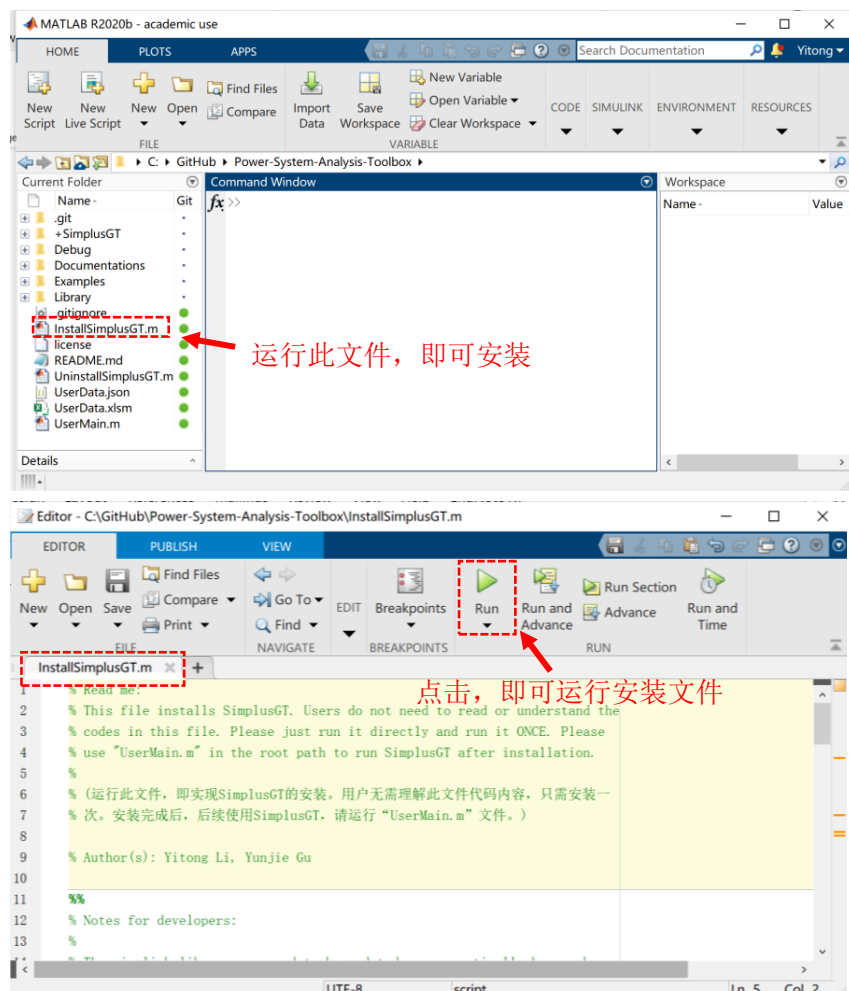 MATLAB R2020b - academic use
HOME PLOTS APPS Search Documentation Yitong
New Script New Live Script New Open Find Files Compare Import Data Save Workspace New Variable Open Variable Clear Workspace CODE SIMULINK ENVIRONMENT RESOURCES
FILE VARIABLE
C: GitHub Power-System-Analysis-Toolbox
Current Folder Command Window Workspace
Name Git fx >> Name Value
.git
+SimplusGT
Debug
Documentations
Examples
Library
.gitignore
InstallSimplusGT.m
license
README.md
UninstallSimplusGT.m
UserData.json
UserData.xlsm
UserMain.m
运行此文件，即可安装
Details
Editor - C:\GitHub\Power-System-Analysis-Toolbox\InstallSimplusGT.m
EDITOR PUBLISH VIEW
New Open Save Find Files Compare Print Go To Find EDIT Breakpoints Run Run and Advance Run Section Advance Run and Time
FILE NAVIGATE BREAKPOINTS RUN
InstallSimplusGT.m +
点击，即可运行安装文件
1 % Read me:
2 % This file installs SimplusGT. Users do not need to read or understand the
3 % codes in this file. Please just run it directly and run it ONCE. Please
4 % use "UserMain.m" in the root path to run SimplusGT after installation.
5 %
6 % (运行此文件，即实现SimplusGT的安装。用户无需理解此文件代码内容，只需安装一
7 % 次。安装完成后，后续使用SimplusGT，请运行“UserMain.m”文件。)
8
9 % Author(s): Yitong Li, Yunjie Gu
10
11 %%
12 % Notes for developers:
13 %
UTF-8 script Ln 5 Col 2